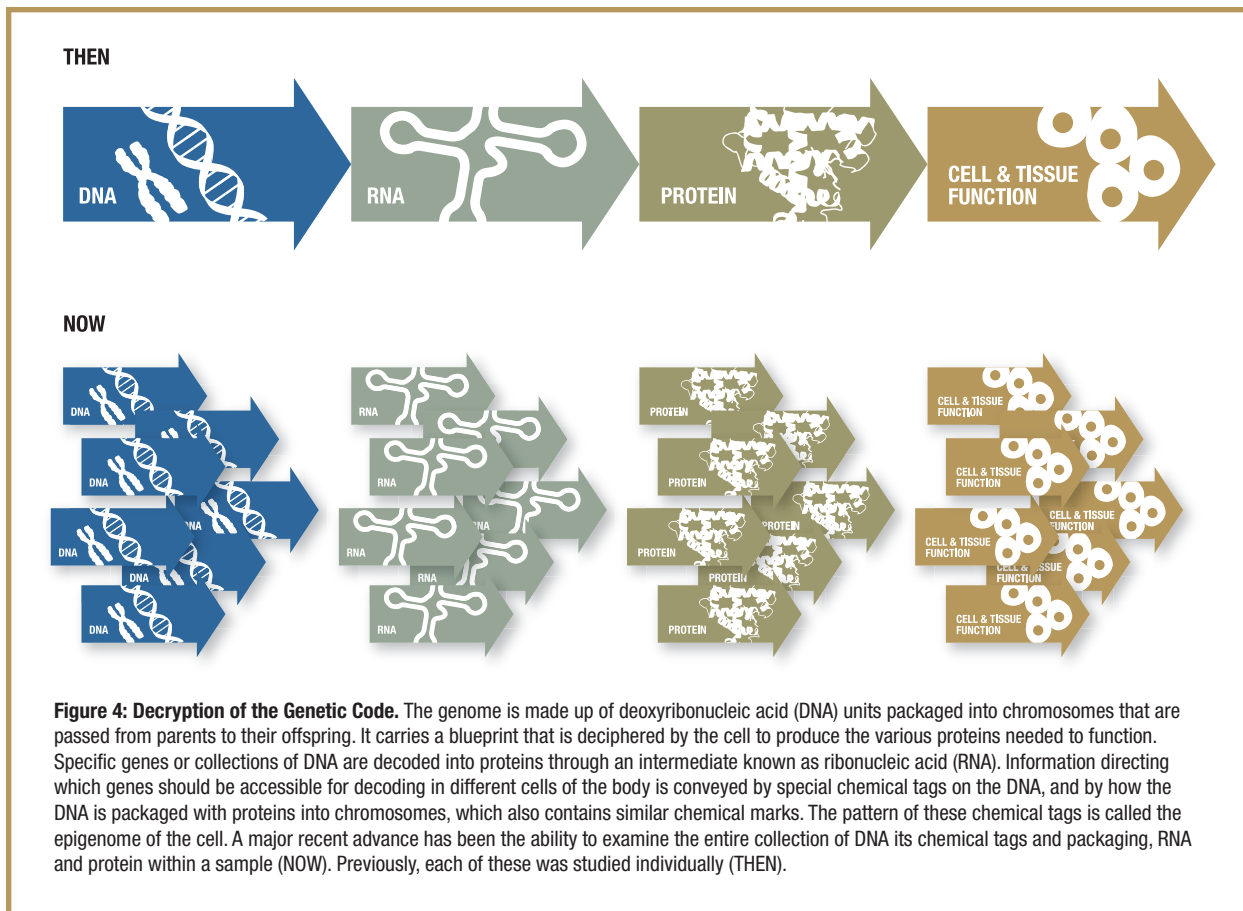 THEN
DNA
RNA
PROTEIN
CELL & TISSUE
FUNCTION
NOW
DNA
DNA
DNA
DNA
DNA
DNA
RNA
RNA
RNA
RNA
RNA
RNA
PROTEIN
PROTEIN
PROTEIN
PROTEIN
PROTEIN
PROTEIN
CELL & TISSUE
FUNCTION
CELL & TISSUE
FUNCTION
CELL & TISSUE
FUNCTION
CELL & TISSUE
FUNCTION
CELL & TISSUE
FUNCTION
CELL & TISSUE
FUNCTION
Figure 4: Decryption of the Genetic Code. The genome is made up of deoxyribonucleic acid (DNA) units packaged into chromosomes that are
passed from parents to their offspring. It carries a blueprint that is deciphered by the cell to produce the various proteins needed to function.
Specific genes or collections of DNA are decoded into proteins through an intermediate known as ribonucleic acid (RNA). Information directing
which genes should be accessible for decoding in different cells of the body is conveyed by special chemical tags on the DNA, and by how the
DNA is packaged with proteins into chromosomes, which also contains similar chemical marks. The pattern of these chemical tags is called the
epigenome of the cell. A major recent advance has been the ability to examine the entire collection of DNA its chemical tags and packaging, RNA
and protein within a sample (NOW). Previously, each of these was studied individually (THEN).